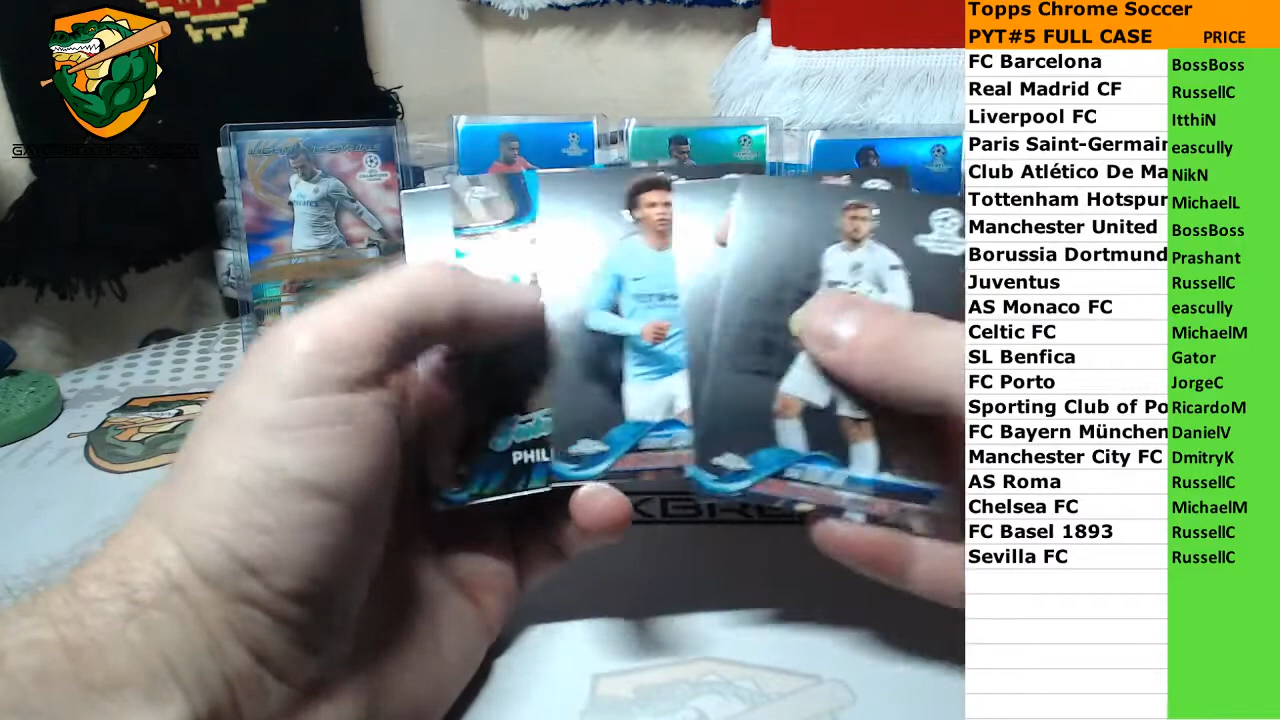 Topps Chrome Soccer
PYT#5 FULL CASE PRICE
FC Barcelona BossBoss
Real Madrid CF RussellC
Liverpool FC ItthiN
Paris Saint-Germair eascully
Club Atlético De Ma NikN
Tottenham Hotspur MichaelL
Manchester United BossBoss
Borussia Dortmund Prashant
Juventus RussellC
AS Monaco FC eascully
Celtic FC MichaelM
SL Benfica Gator
FC Porto JorgeC
Sporting Club of Po RicardoM
FC Bayern München DanielV
Manchester City FC DmitryK
AS Roma RussellC
Chelsea FC MichaelM
FC Basel 1893 RussellC
Sevilla FC RussellC
PHIL